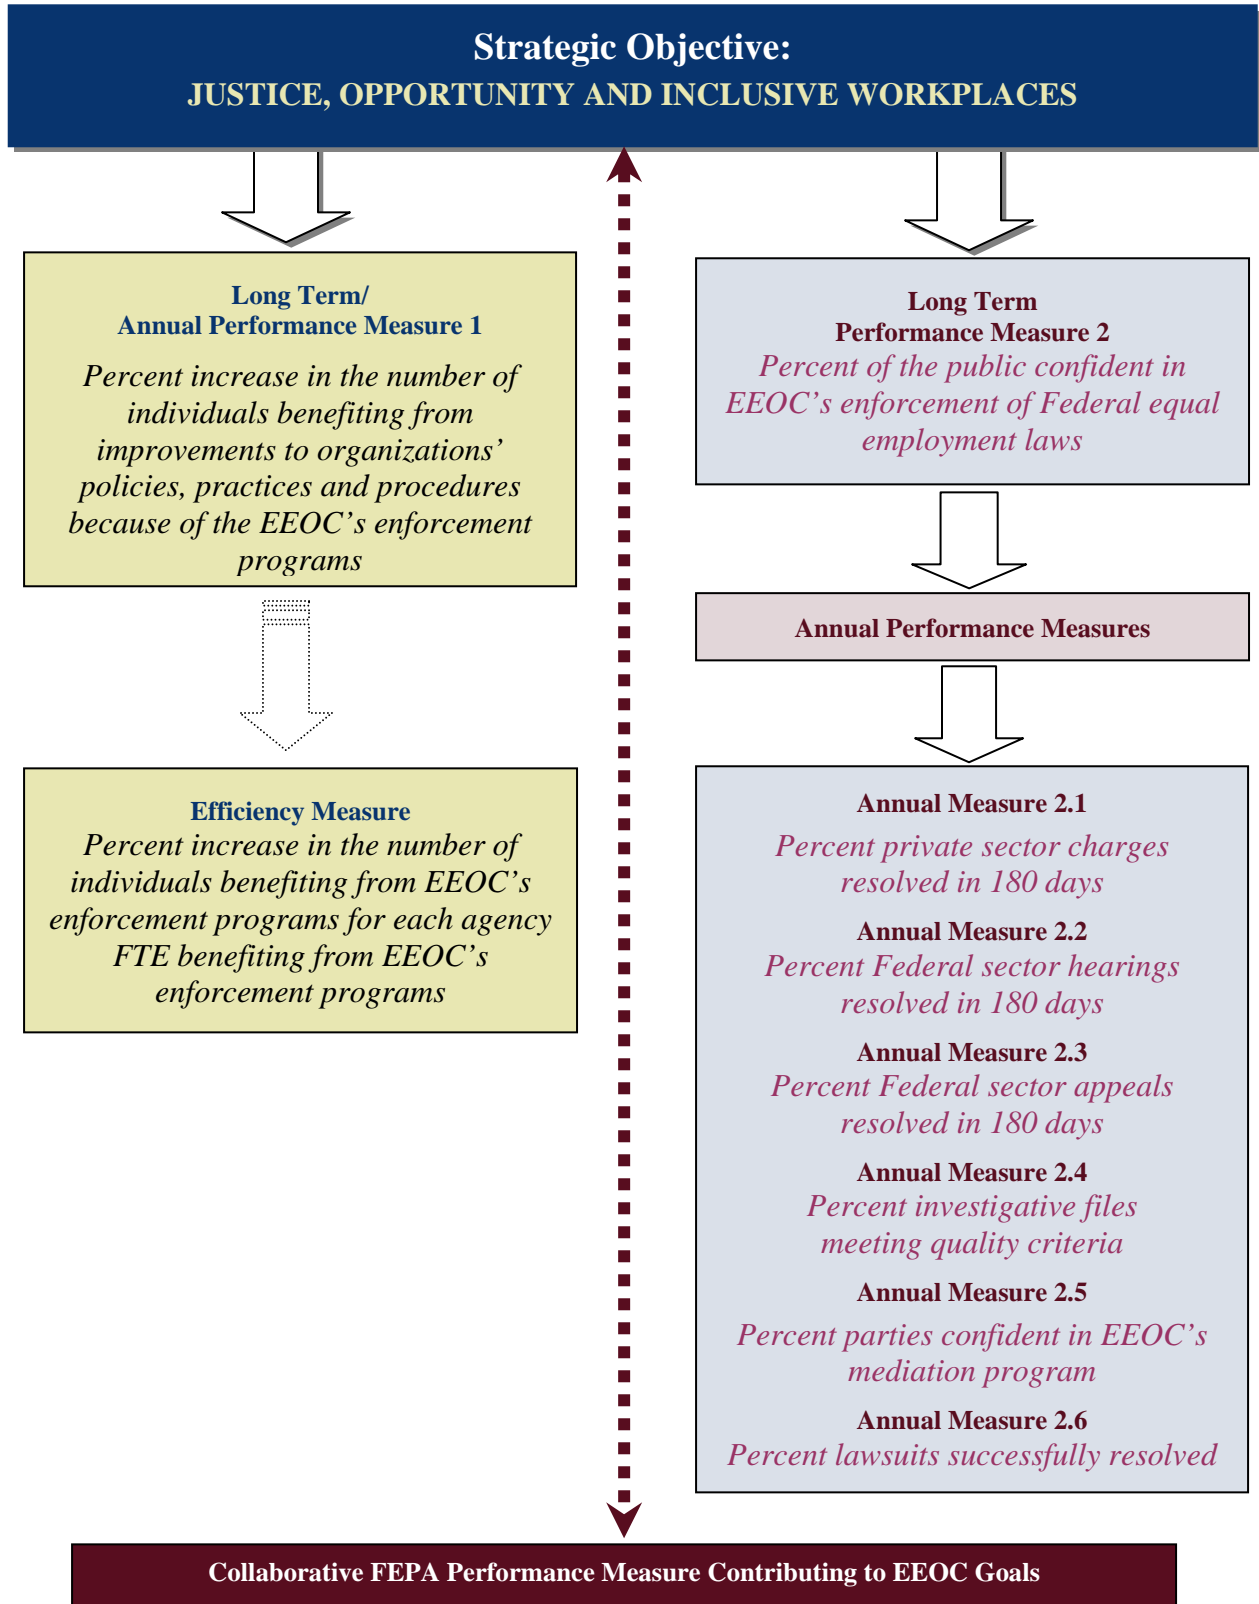 Strategic Objective:
JUSTICE, OPPORTUNITY AND INCLUSIVE WORKPLACES
Long Term/
Annual Performance Measure 1
Percent increase in the number of
individuals benefiting from
improvements to organizations’
policies, practices and procedures
because of the EEOC’s enforcement
programs
Efficiency Measure
Percent increase in the number of
individuals benefiting from EEOC’s
enforcement programs for each agency
FTE benefiting from EEOC’s
enforcement programs
Long Term
Performance Measure 2
Percent of the public confident in
EEOC’s enforcement of Federal equal
employment laws
Annual Performance Measures
Annual Measure 2.1
Percent private sector charges
resolved in 180 days
Annual Measure 2.2
Percent Federal sector hearings
resolved in 180 days
Annual Measure 2.3
Percent Federal sector appeals
resolved in 180 days
Annual Measure 2.4
Percent investigative files
meeting quality criteria
Annual Measure 2.5
Percent parties confident in EEOC’s
mediation program
Annual Measure 2.6
Percent lawsuits successfully resolved
Collaborative FEPA Performance Measure Contributing to EEOC Goals